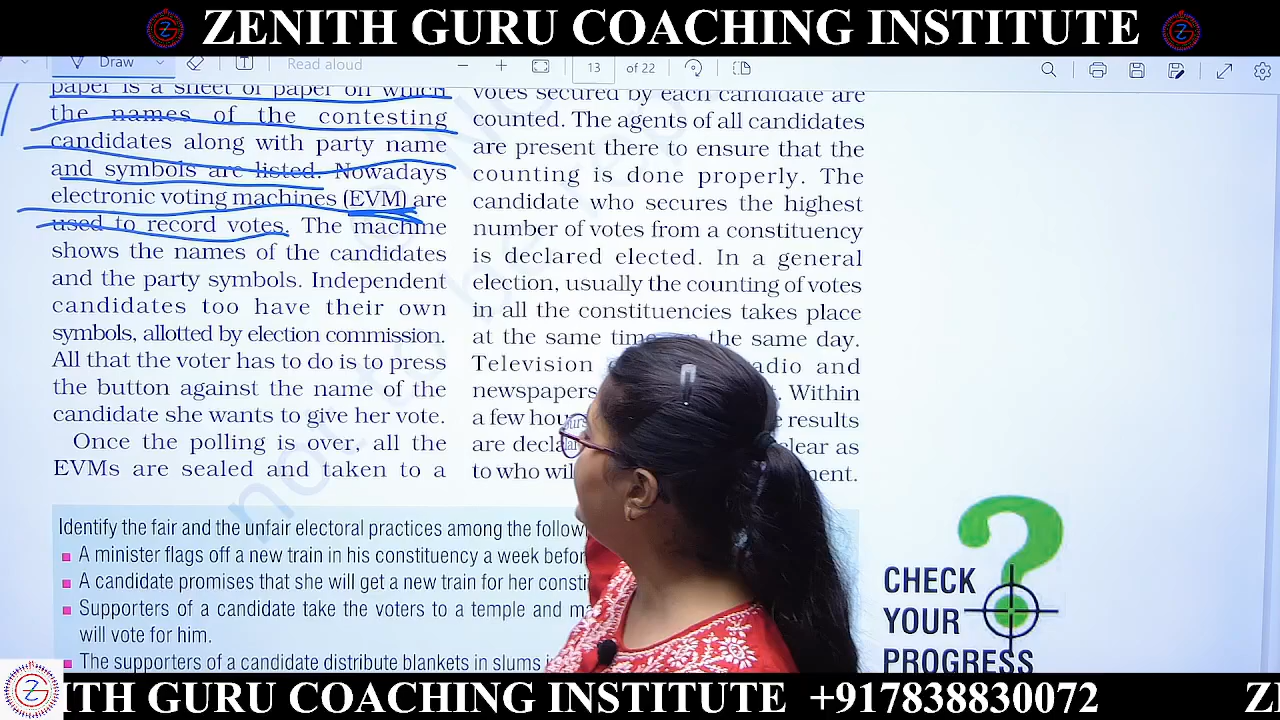 ZENITH GURU COACHING INSTITUTE
Draw
Read aloud
13 of 22
paper is a sheet of paper on which
the names of the contesting
candidates along with party name
and symbols are listed. Nowadays
electronic voting machines (EVM) are
used to record votes. The machine
shows the names of the candidates
and the party symbols. Independent
candidates too have their own
symbols, allotted by election commission.
All that the voter has to do is to press
the button against the name of the
candidate she wants to give her vote.
Once the polling is over, all the
EVMs are sealed and taken to a
votes secured by each candidate are
counted. The agents of all candidates
are present there to ensure that the
counting is done properly. The
candidate who secures the highest
number of votes from a constituency
is declared elected. In a general
election, usually the counting of votes
in all the constituencies takes place
at the same time the same day.
Television and
newspapers Within
a few results
are as
to who
Identify the fair and the unfair electoral practices among the
A minister flags off a new train in his constituency a week
A candidate promises that she will get a new train for her
Supporters of a candidate take the voters to a temple and
will vote for him.
The supporters of a candidate distribute blankets in slums
CHECK
YOUR
PROGRESS
?
TH GURU COACHING INSTITUTE +917838830072